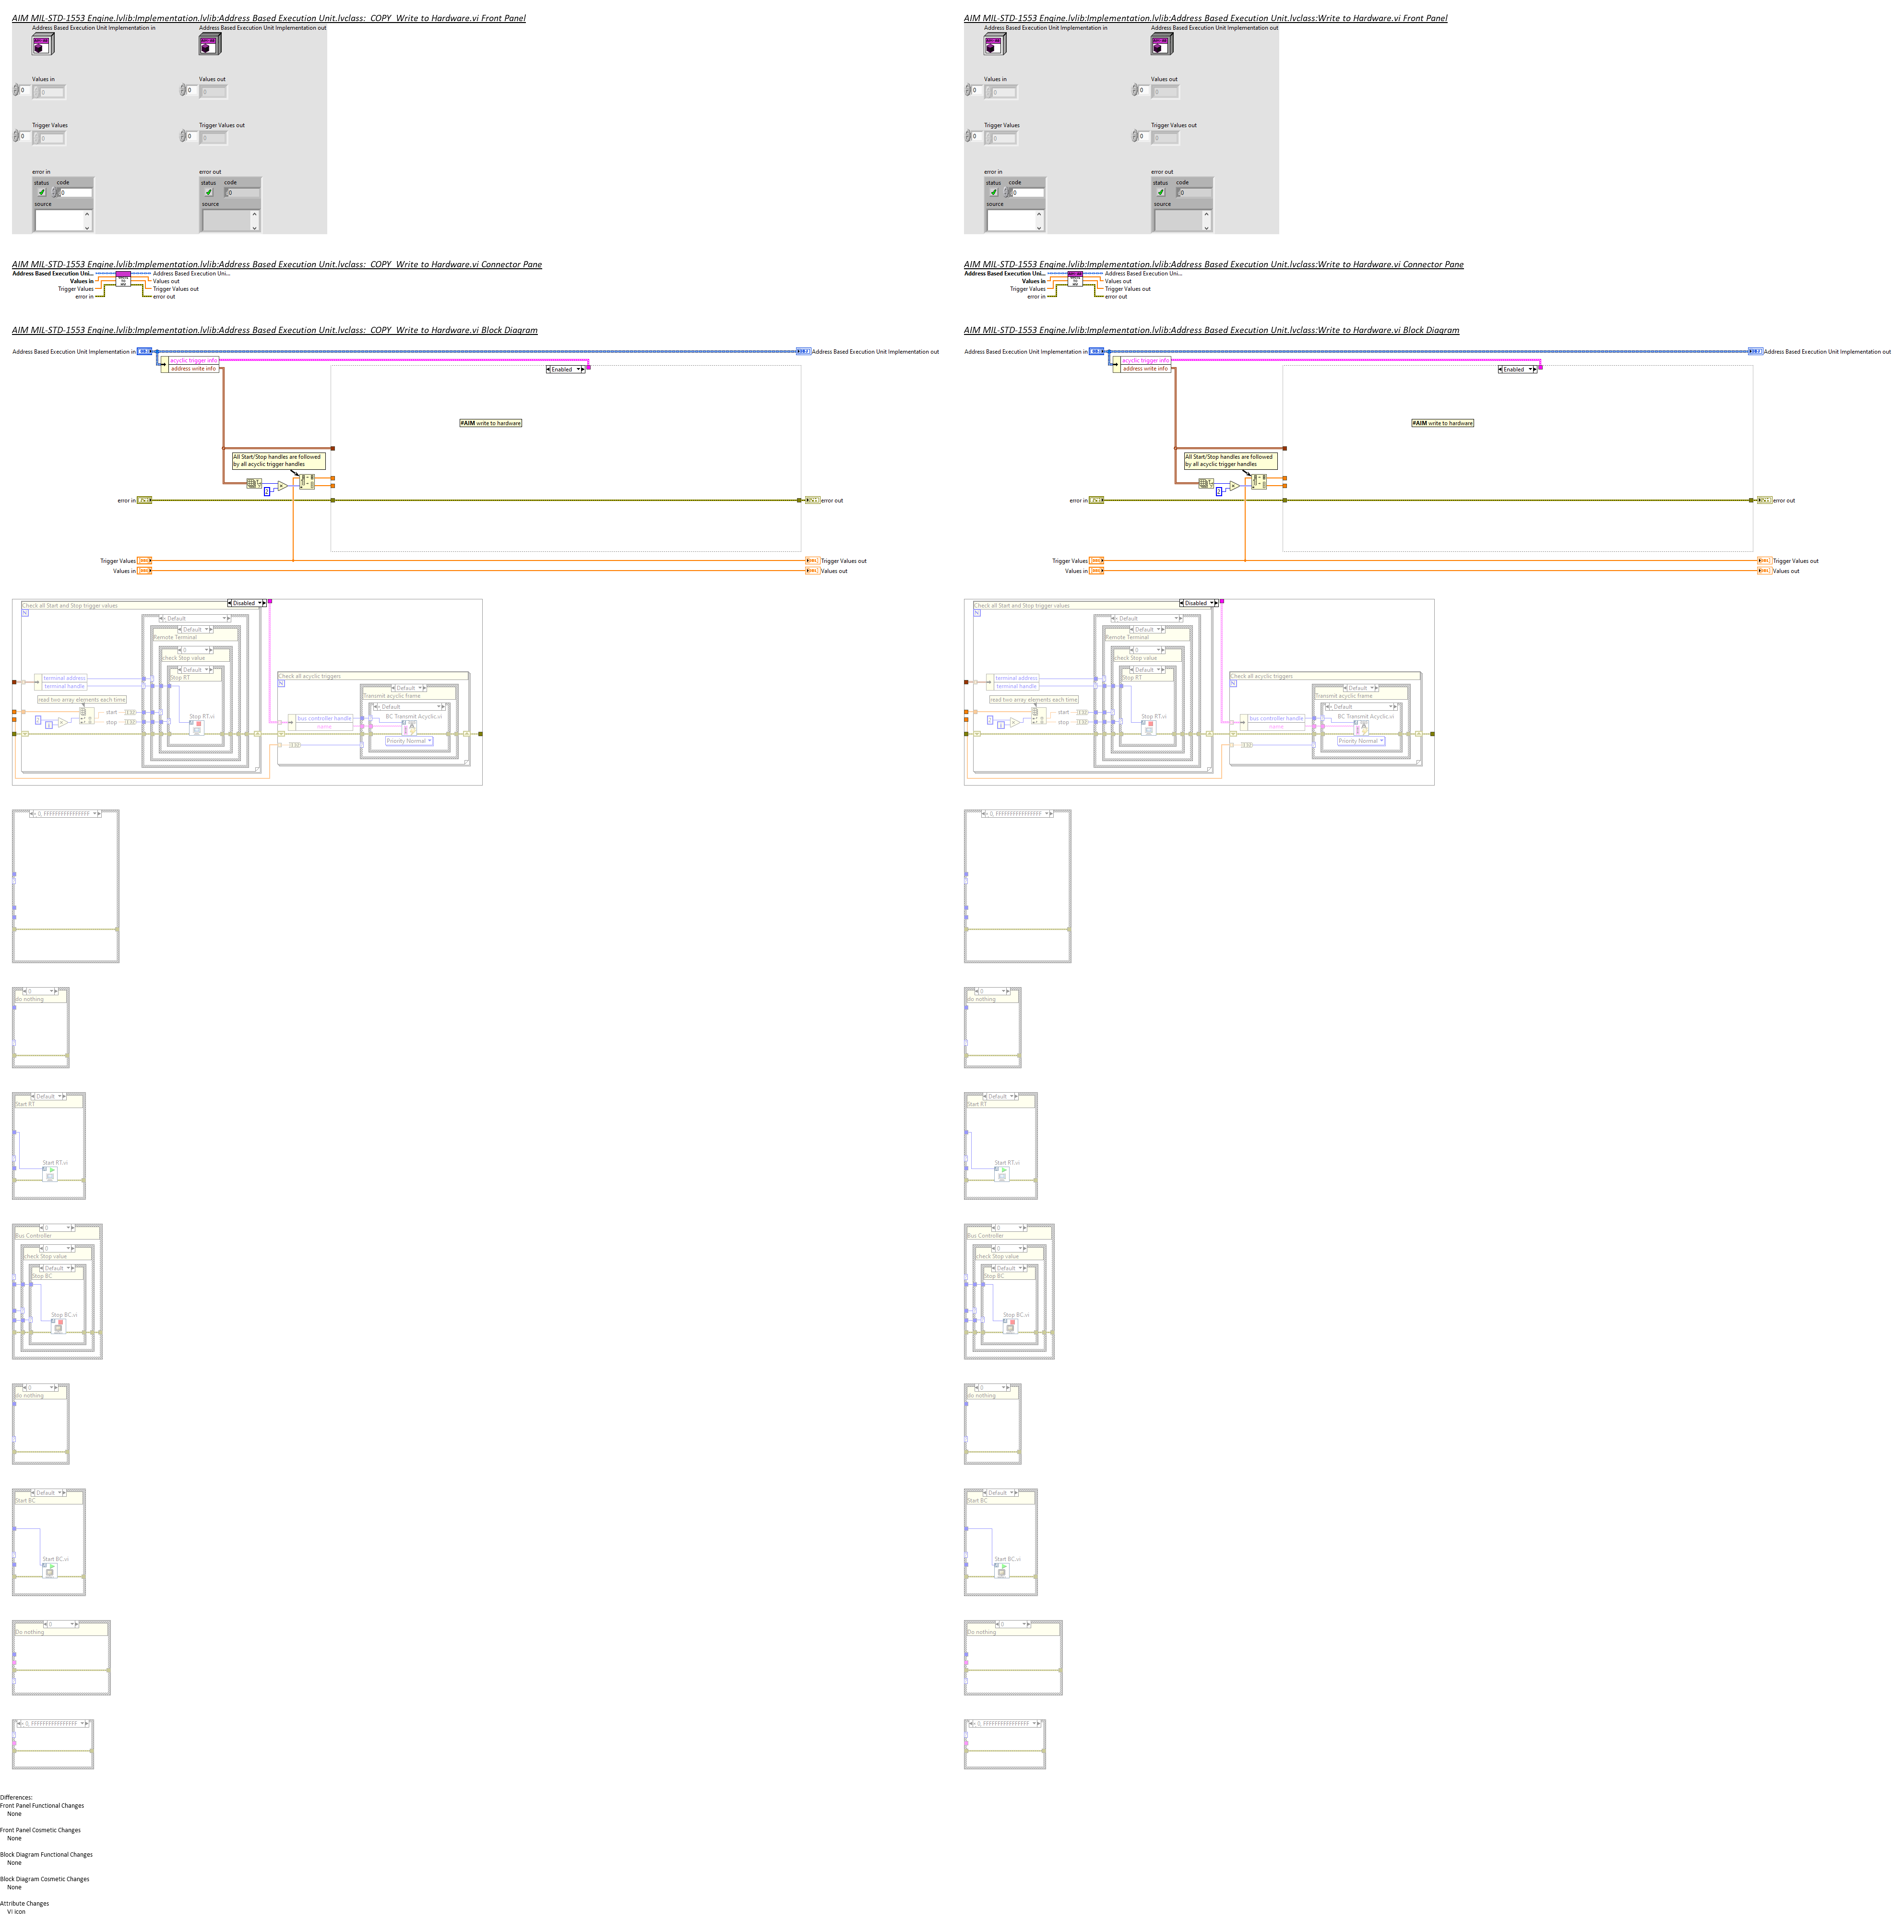 AIM MIL-STD-1553 Engine.lvlib:Implementation.lvlib:Address Based Execution Unit.lvclass:_COPY_Write to Hardware.vi Front Panel
Address Based Execution Unit Implementation in
Address Based Execution Unit Implementation out
Values in
Values out
0
0
0
0
Trigger Values
Trigger Values out
0
0
0
0
error in
error out
status code
status code
0
0
source
source
AIM MIL-STD-1553 Engine.lvlib:Implementation.lvlib:Address Based Execution Unit.lvclass:_COPY_Write to Hardware.vi Connector Pane
Address Based Execution Uni...
Address Based Execution Uni...
Values in
Values out
Trigger Values
Trigger Values out
error in
error out
AIM MIL-STD-1553 Engine.lvlib:Implementation.lvlib:Address Based Execution Unit.lvclass:_COPY_Write to Hardware.vi Block Diagram
Address Based Execution Unit Implementation in
Address Based Execution Unit Implementation out
acyclic trigger info
address write info
Enabled
#AIM write to hardware
All Start/Stop handles are followed
by all acyclic trigger handles
2
error in
error out
Trigger Values
Trigger Values out
Values in
Values out
Disabled
Check all Start and Stop trigger values
N
Default
Default
Remote Terminal
0
check Stop value
Default
Stop RT
terminal address
terminal handle
read two array elements each time
start
stop
2
Stop RT.vi
Check all acyclic triggers
N
Default
Transmit acyclic frame
Default
BC Transmit Acyclic.vi
bus controller handle
name
Priority Normal
0, FFFFFFFFFFFFFFFF
0
do nothing
Default
Start RT
Start RT.vi
0
Bus Controller
0
check Stop value
Default
Stop BC
Stop BC.vi
0
do nothing
Default
Start BC
Start BC.vi
0
Do nothing
0, FFFFFFFFFFFFFFFF
AIM MIL-STD-1553 Engine.lvlib:Implementation.lvlib:Address Based Execution Unit.lvclass:Write to Hardware.vi Front Panel
Address Based Execution Unit Implementation in
Address Based Execution Unit Implementation out
Values in
Values out
0
0
0
0
Trigger Values
Trigger Values out
0
0
0
0
error in
error out
status code
status code
0
0
source
source
AIM MIL-STD-1553 Engine.lvlib:Implementation.lvlib:Address Based Execution Unit.lvclass:Write to Hardware.vi Connector Pane
Address Based Execution Uni...
Address Based Execution Uni...
Values in
Values out
Trigger Values
Trigger Values out
error in
error out
AIM MIL-STD-1553 Engine.lvlib:Implementation.lvlib:Address Based Execution Unit.lvclass:Write to Hardware.vi Block Diagram
Address Based Execution Unit Implementation in
Address Based Execution Unit Implementation out
acyclic trigger info
address write info
Enabled
#AIM write to hardware
All Start/Stop handles are followed
by all acyclic trigger handles
2
error in
error out
Trigger Values
Trigger Values out
Values in
Values out
Disabled
Check all Start and Stop trigger values
N
Default
Default
Remote Terminal
0
check Stop value
Default
Stop RT
terminal address
terminal handle
read two array elements each time
start
stop
2
Stop RT.vi
Check all acyclic triggers
N
Default
Transmit acyclic frame
Default
BC Transmit Acyclic.vi
bus controller handle
name
Priority Normal
0, FFFFFFFFFFFFFFFF
0
do nothing
Default
Start RT
Start RT.vi
0
Bus Controller
0
check Stop value
Default
Stop BC
Stop BC.vi
0
do nothing
Default
Start BC
Start BC.vi
0
Do nothing
0, FFFFFFFFFFFFFFFF
Differences:
Front Panel Functional Changes
None
Front Panel Cosmetic Changes
None
Block Diagram Functional Changes
None
Block Diagram Cosmetic Changes
None
Attribute Changes
VI icon